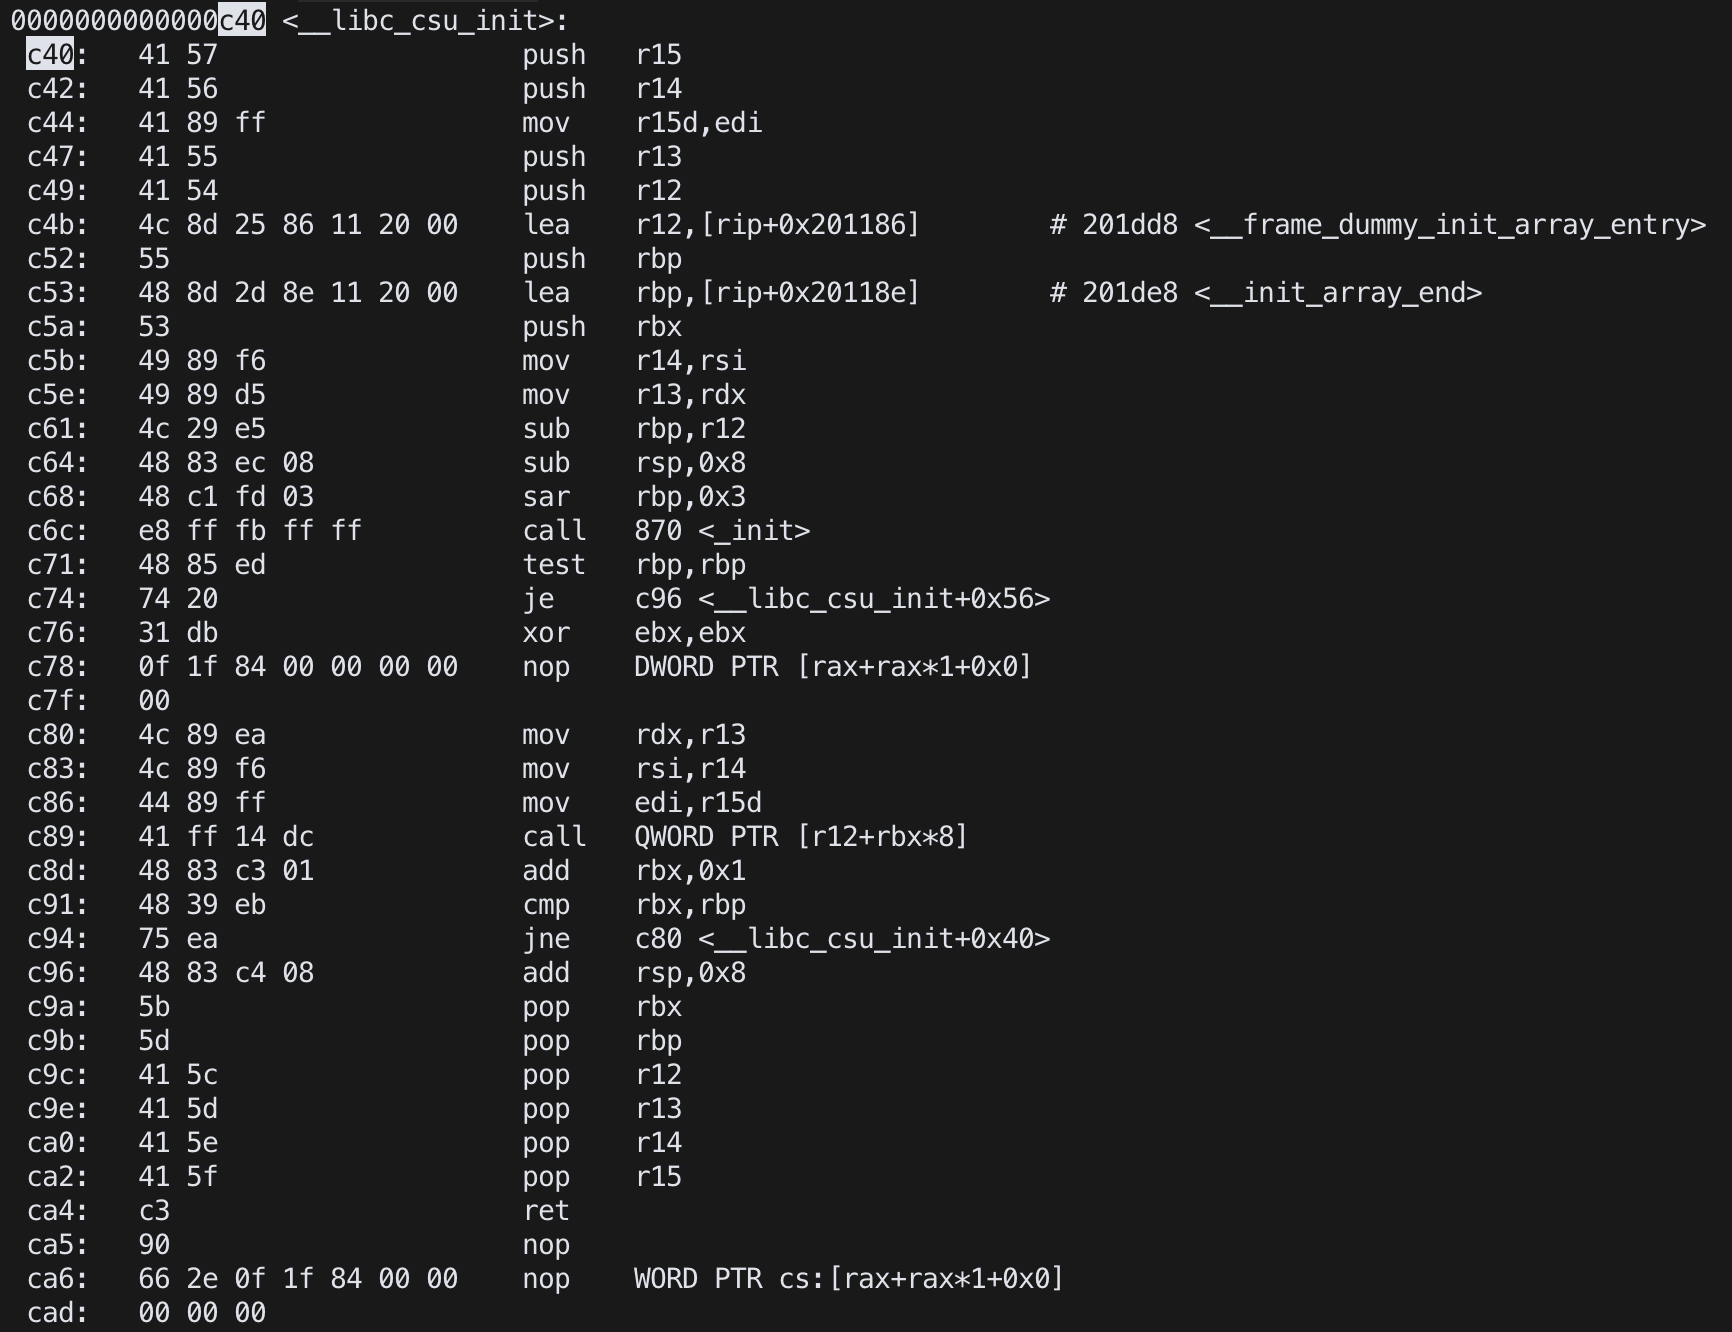 0000000000000c40 <__libc_csu_init>:
c40: 41 57 push r15
c42: 41 56 push r14
c44: 41 89 ff mov r15d,edi
c47: 41 55 push r13
c49: 41 54 push r12
c4b: 4c 8d 25 86 11 20 00 lea r12,[rip+0x201186] # 201dd8 <__frame_dummy_init_array_entry>
c52: 55 push rbp
c53: 48 8d 2d 8e 11 20 00 lea rbp,[rip+0x20118e] # 201de8 <__init_array_end>
c5a: 53 push rbx
c5b: 49 89 f6 mov r14,rsi
c5e: 49 89 d5 mov r13,rdx
c61: 4c 29 e5 sub rbp,r12
c64: 48 83 ec 08 sub rsp,0x8
c68: 48 c1 fd 03 sar rbp,0x3
c6c: e8 ff fb ff ff call 870 <_init>
c71: 48 85 ed test rbp,rbp
c74: 74 20 je c96 <__libc_csu_init+0x56>
c76: 31 db xor ebx,ebx
c78: 0f 1f 84 00 00 00 00 nop DWORD PTR [rax+rax*1+0x0]
c7f: 00
c80: 4c 89 ea mov rdx,r13
c83: 4c 89 f6 mov rsi,r14
c86: 44 89 ff mov edi,r15d
c89: 41 ff 14 dc call QWORD PTR [r12+rbx*8]
c8d: 48 83 c3 01 add rbx,0x1
c91: 48 39 eb cmp rbx,rbp
c94: 75 ea jne c80 <__libc_csu_init+0x40>
c96: 48 83 c4 08 add rsp,0x8
c9a: 5b pop rbx
c9b: 5d pop rbp
c9c: 41 5c pop r12
c9e: 41 5d pop r13
ca0: 41 5e pop r14
ca2: 41 5f pop r15
ca4: c3 ret
ca5: 90 nop
ca6: 66 2e 0f 1f 84 00 00 nop WORD PTR cs:[rax+rax*1+0x0]
cad: 00 00 00